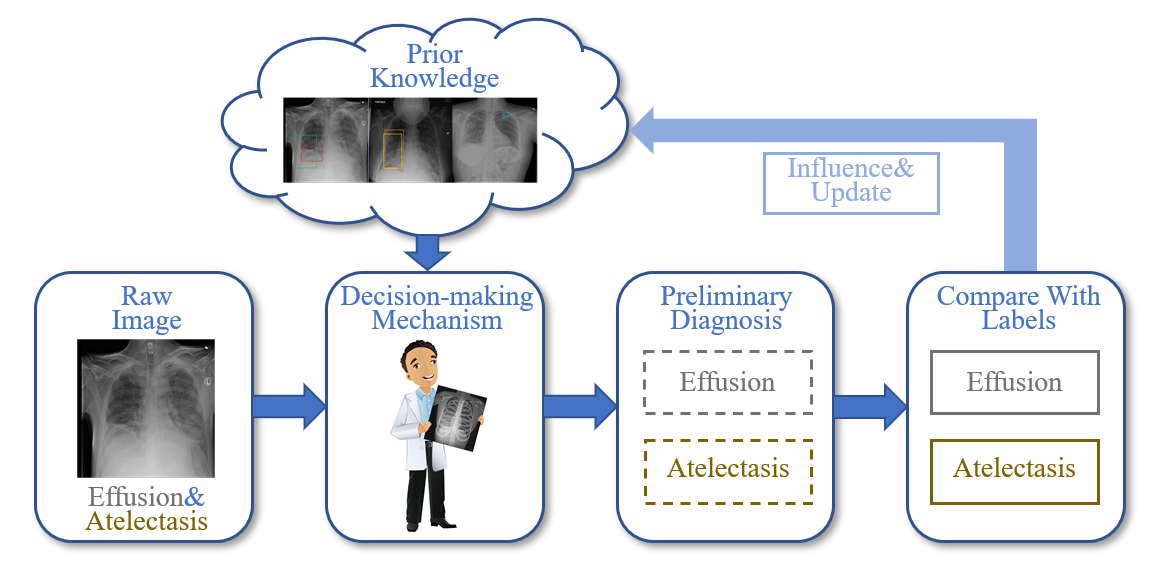 Prior
Knowledge
Influence&
Update
Raw
Image
Effusion&
Atelectasis
Decision-making
Mechanism
Preliminary
Diagnosis
Effusion
Atelectasis
Compare With
Labels
Effusion
Atelectasis